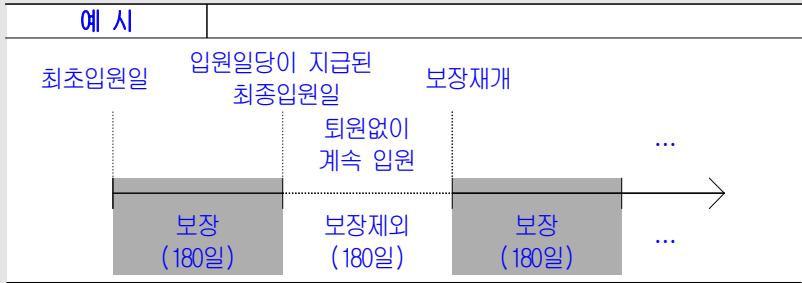 예 시
최초입원일
입원일당이 지급된
최종입원일
보장재개
퇴원없이
계속 입원
...
보장
(180일)
보장제외
(180일)
보장
(180일)
...